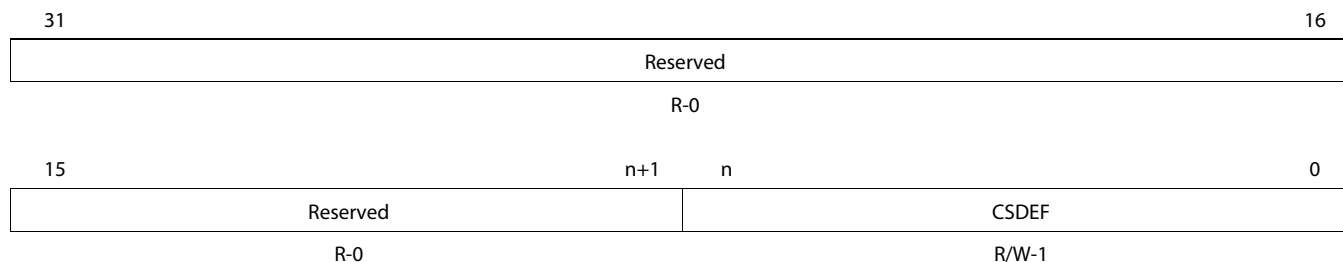 31 16
Reserved
R-0
15 n+1 n 0
Reserved CSDEF
R-0 R/W-1